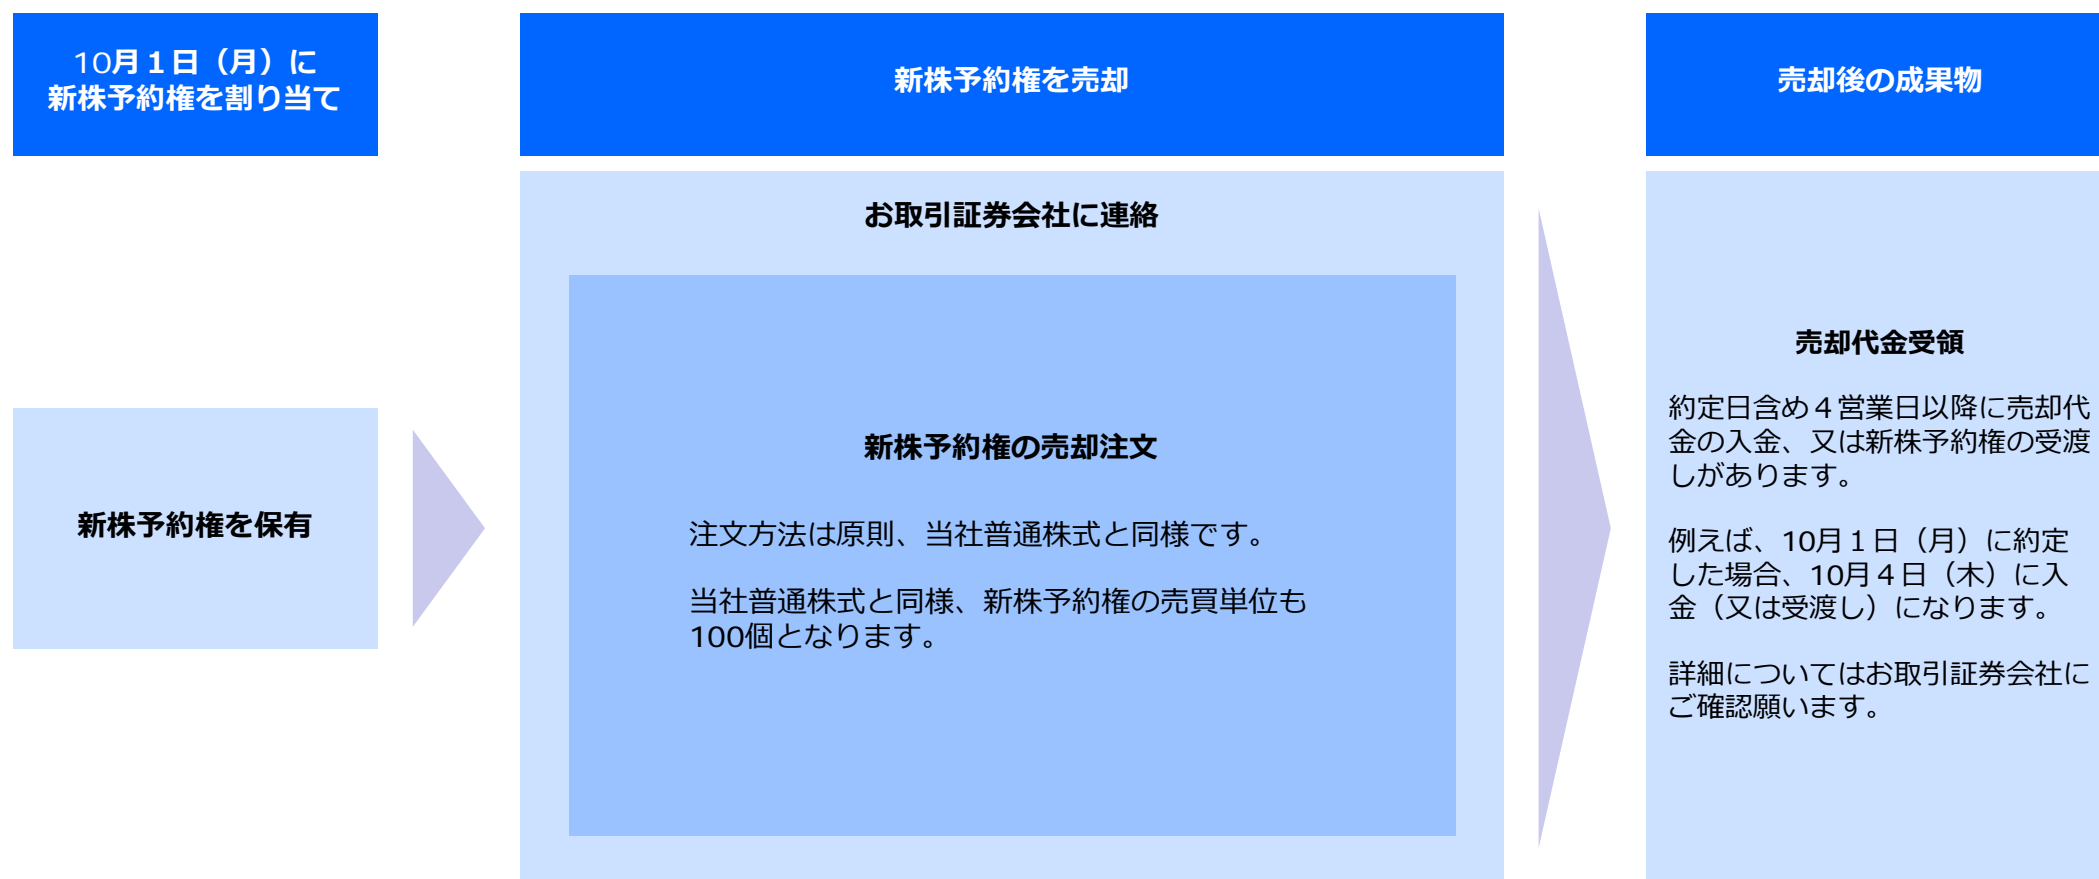 10月１日（月）に
新株予約権を割り当て
新株予約権を保有
新株予約権を売却
お取引証券会社に連絡
新株予約権の売却注文
注文方法は原則、当社普通株式と同様です。
当社普通株式と同様、新株予約権の売買単位も
100個となります。
売却後の成果物
売却代金受領
約定日含め４営業日以降に売却代
金の入金、又は新株予約権の受渡
しがあります。
例えば、10月１日（月）に約定
した場合、10月４日（木）に入
金（又は受渡し）になります。
詳細についてはお取引証券会社に
ご確認願います。